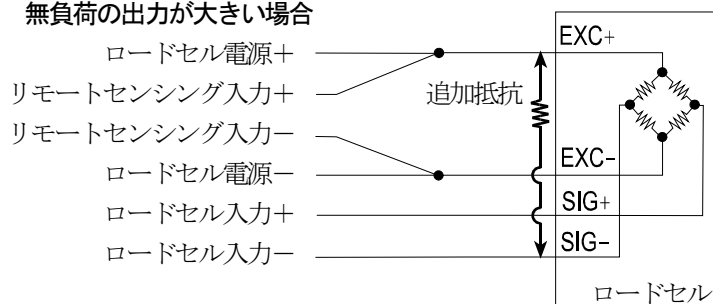 無負荷の出力が大きい場合
ロードセル電源+
リモートセンシング入力+
リモートセンシング入力-
ロードセル電源-
ロードセル入力+
ロードセル入力-
追加抵抗
EXC+
EXC-
SIG+
SIG-
ロードセル